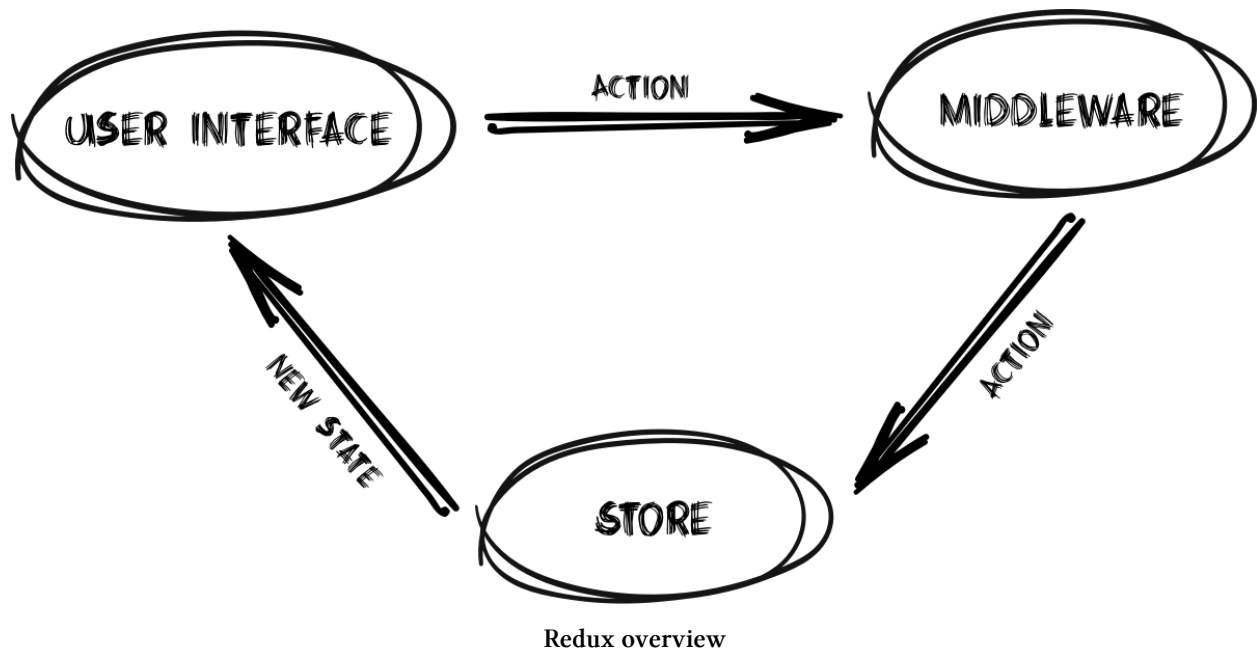 USER INTERFACE
ACTION
MIDDLEWARE
ACTION
NEW STATE
STORE
Redux overview